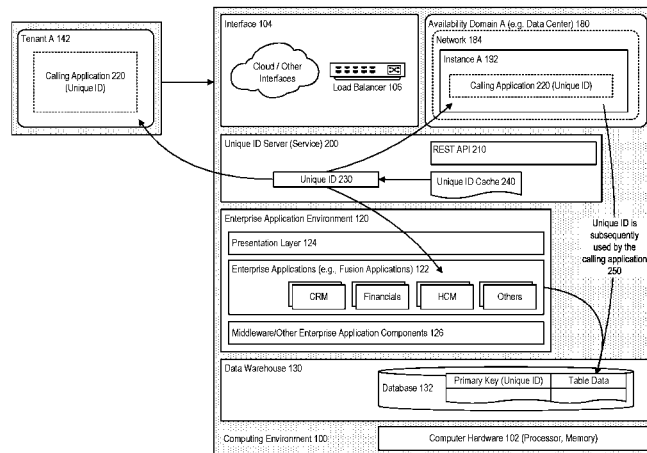 Tenant A 142
Calling Application 220
(Unique ID)
Interface 104
Cloud / Other
Interfaces
Load Balancer 106
Availability Domain A (e.g. Data Center) 180
Network 184
Instance A 192
Calling Application 220 (Unique ID)
Unique ID Server (Service) 200
REST API 210
Unique ID 230
Unique ID Cache 240
Unique ID is
subsequently
used by the
calling application
250
Enterprise Application Environment 120
Presentation Layer 124
Enterprise Applications (e.g., Fusion Applications) 122
CRM
Financials
HCM
Others
Middleware/Other Enterprise Application Components 126
Data Warehouse 130
Database 132
Primary Key (Unique ID)
Table Data
Computing Environment 100
Computer Hardware 102 (Processor, Memory)